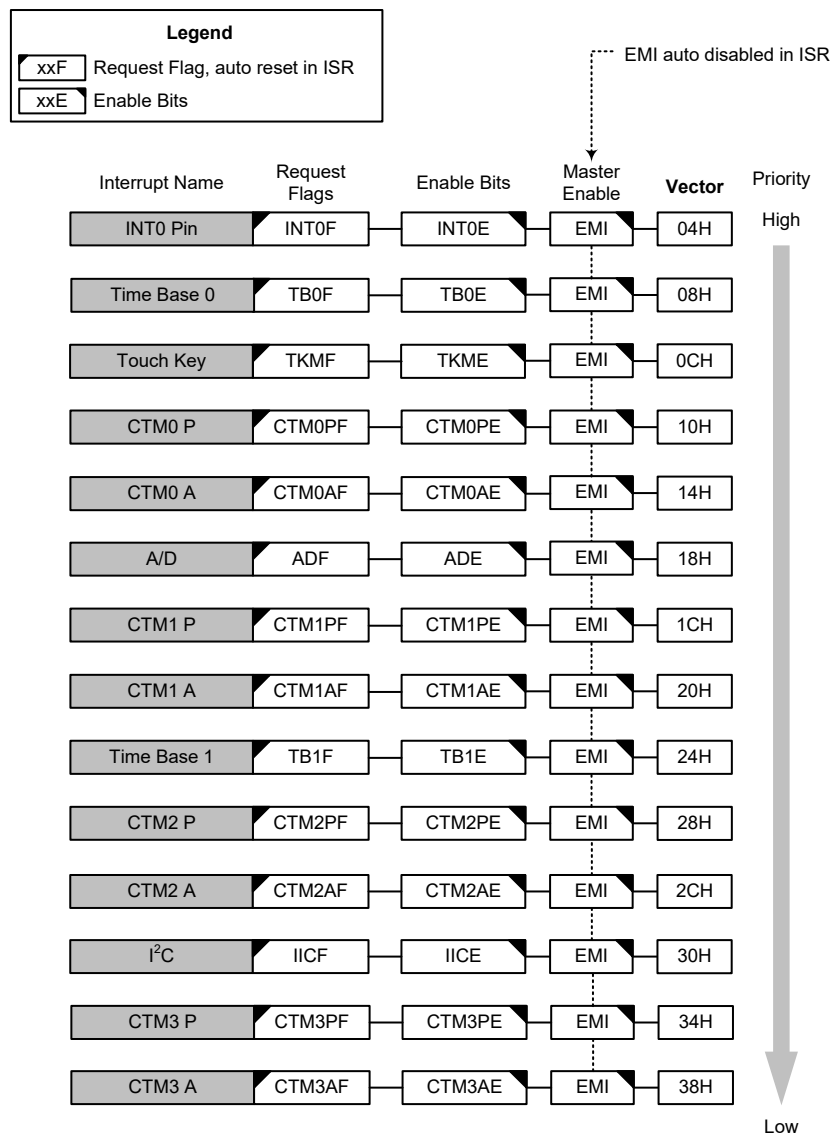 Legend
xxF Request Flag, auto reset in ISR
xxE Enable Bits
EMI auto disabled in ISR
Interrupt Name Request Flags Enable Bits Master Enable Vector Priority
INT0 Pin INT0F INT0E EMI 04H High
Time Base 0 TB0F TB0E EMI 08H
Touch Key TKMF TKME EMI 0CH
CTM0 P CTM0PF CTM0PE EMI 10H
CTM0 A CTM0AF CTM0AE EMI 14H
A/D ADF ADE EMI 18H
CTM1 P CTM1PF CTM1PE EMI 1CH
CTM1 A CTM1AF CTM1AE EMI 20H
Time Base 1 TB1F TB1E EMI 24H
CTM2 P CTM2PF CTM2PE EMI 28H
CTM2 A CTM2AF CTM2AE EMI 2CH
I²C IICF IICE EMI 30H
CTM3 P CTM3PF CTM3PE EMI 34H
CTM3 A CTM3AF CTM3AE EMI 38H
Low